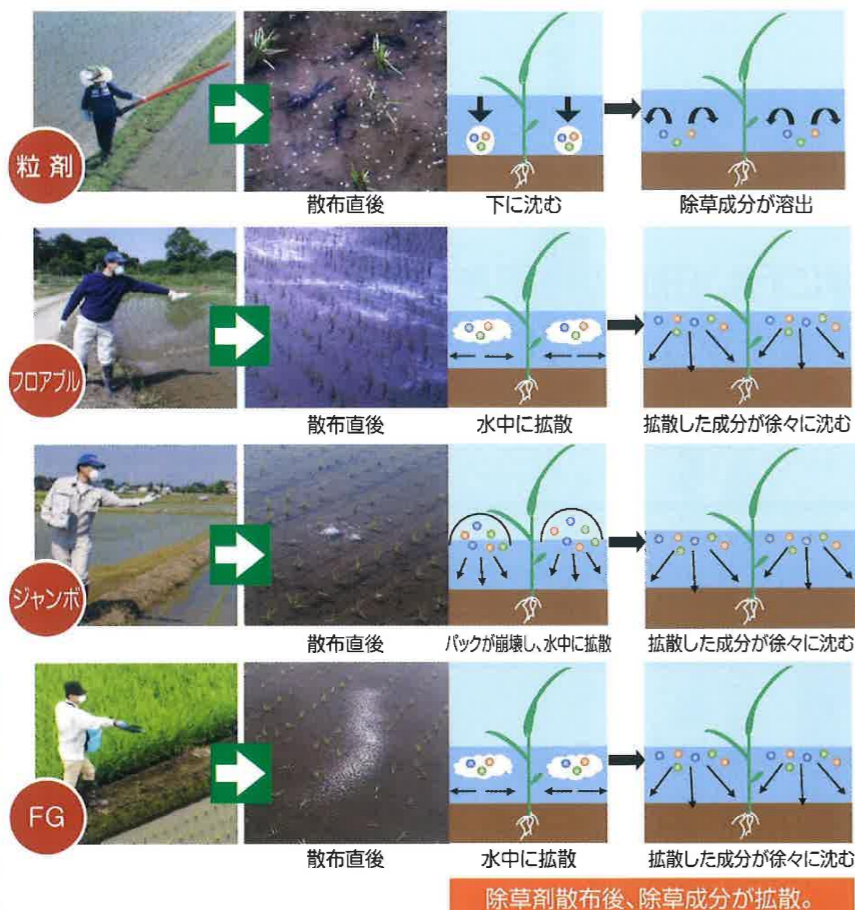 粒剤
散布直後
下に沈む
除草成分が溶出
フロアブル
散布直後
水中に拡散
拡散した成分が徐々に沈む
ジャンボ
散布直後
パックが崩壊し、水中に拡散
拡散した成分が徐々に沈む
FG
散布直後
水中に拡散
拡散した成分が徐々に沈む
除草剤散布後、除草成分が拡散。